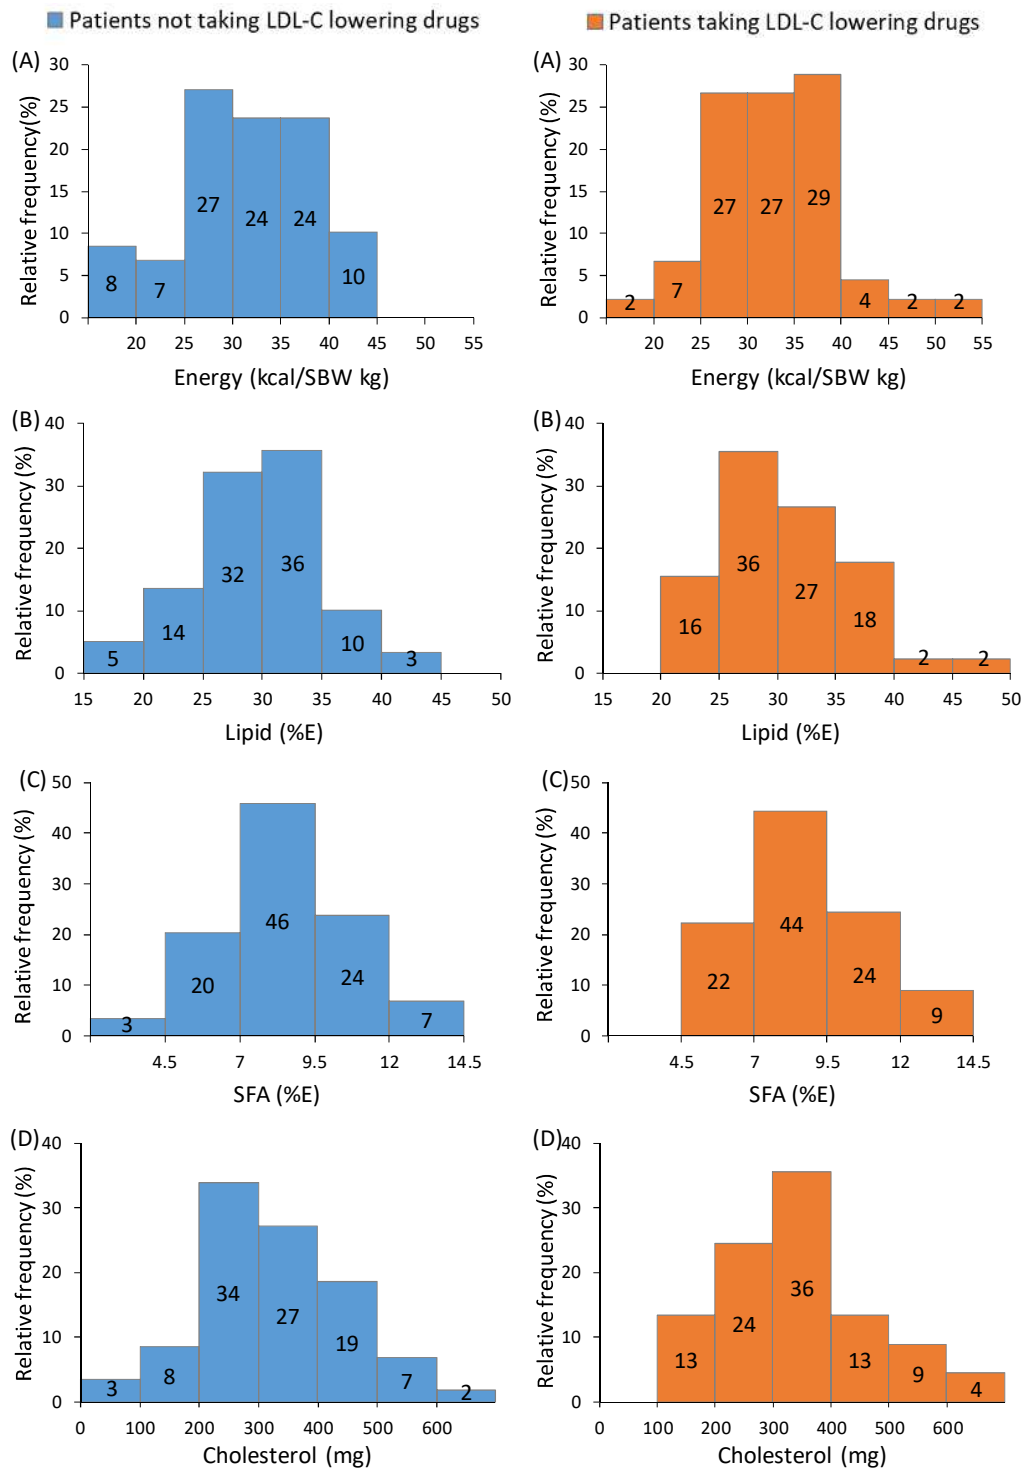 Patients not taking LDL-C lowering drugs
Patients taking LDL-C lowering drugs
(A)
Relative frequency(%)
30
25
20
15
10
5
0
8
7
27
24
24
10
20 25 30 35 40 45 50 55
Energy (kcal/SBW kg)
(A)
Relative frequency(%)
30
25
20
15
10
5
0
2
7
27
27
29
4
2
2
20 25 30 35 40 45 50 55
Energy (kcal/SBW kg)
(B)
Relative frequency (%)
40
30
20
10
0
5
14
32
36
10
3
15 20 25 30 35 40 45 50
Lipid (%E)
(B)
Relative frequency (%)
40
30
20
10
0
16
36
27
18
2
2
15 20 25 30 35 40 45 50
Lipid (%E)
(C)
Relative frequency (%)
50
40
30
20
10
0
3
20
46
24
7
4.5 7 9.5 12 14.5
SFA (%E)
(C)
Relative frequency (%)
50
40
30
20
10
0
22
44
24
9
4.5 7 9.5 12 14.5
SFA (%E)
(D)
Relative frequency (%)
40
30
20
10
0
3
8
34
27
19
7
2
0 100 200 300 400 500 600
Cholesterol (mg)
(D)
Relative frequency (%)
40
30
20
10
0
13
24
36
13
9
4
0 100 200 300 400 500 600
Cholesterol (mg)